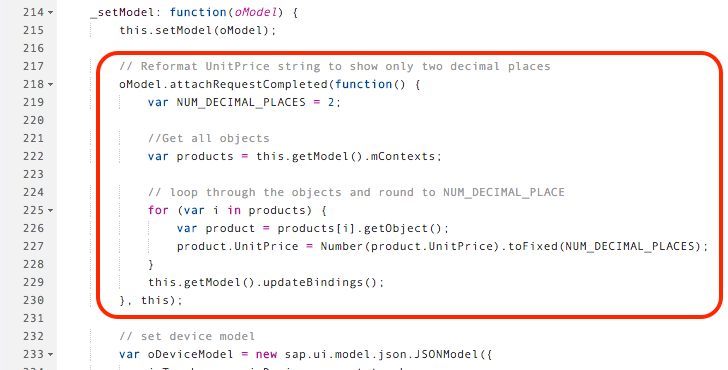 214 _setModel: function(oModel) {
215 this.setModel(oModel);
216
217 // Reformat UnitPrice string to show only two decimal places
218 oModel.attachRequestCompleted(function() {
219 var NUM_DECIMAL_PLACES = 2;
220
221 //Get all objects
222 var products = this.getModel().mContexts;
223
224 // loop through the objects and round to NUM_DECIMAL_PLACE
225 for (var i in products) {
226 var product = products[i].getObject();
227 product.UnitPrice = Number(product.UnitPrice).toFixed(NUM_DECIMAL_PLACES);
228 }
229 this.getModel().updateBindings();
230 }, this);
231
232 // set device model
233 var oDeviceModel = new sap.ui.model.json.JSONModel({